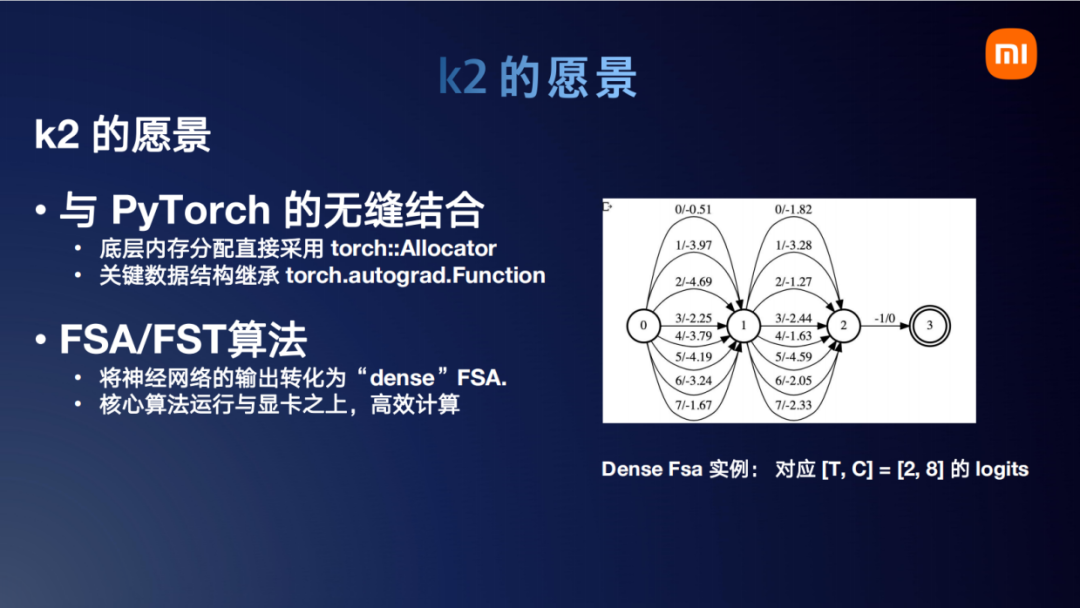 mi
k2 的愿景
k2 的愿景
• 与 PyTorch 的无缝结合
• 底层内存分配直接采用 torch::Allocator
• 关键数据结构继承 torch.autograd.Function
• FSA/FST算法
• 将神经网络的输出转化为“dense”FSA.
• 核心算法运行与显卡之上，高效计算
0/-0.51 0/-1.82
1/-3.97 1/-3.28
2/-4.69 2/-1.27
3/-2.25 3/-2.44
0 1 2 -1/0 3
4/-3.79 4/-1.63
5/-4.19 5/-4.59
6/-3.24 6/-2.05
7/-1.67 7/-2.33
Dense Fsa 实例： 对应 [T, C] = [2, 8] 的 logits